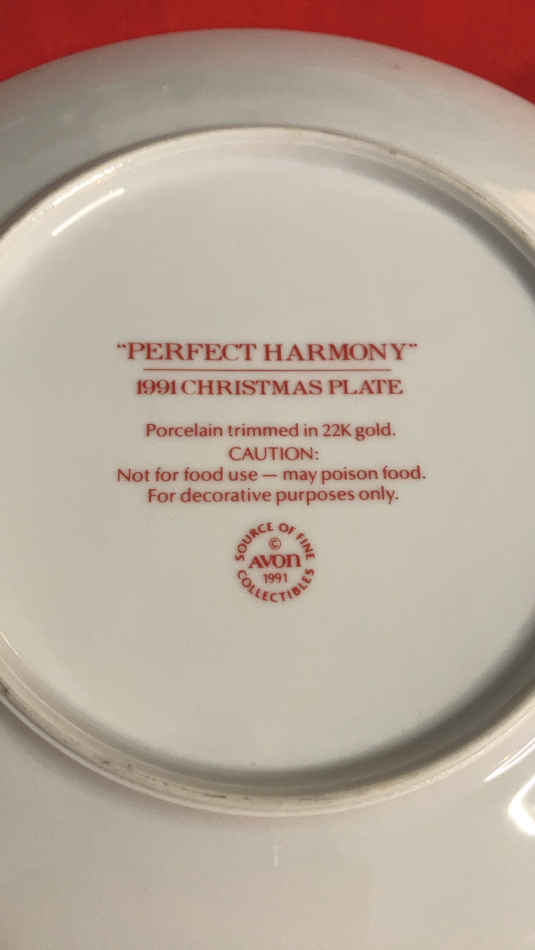 "PERFECT HARMONY"
1991 CHRISTMAS PLATE
Porcelain trimmed in 22K gold.
CAUTION:
Not for food use — may poison food.
For decorative purposes only.
SOURCE OF FINE
©
AVON
1991
COLLECTIBLES